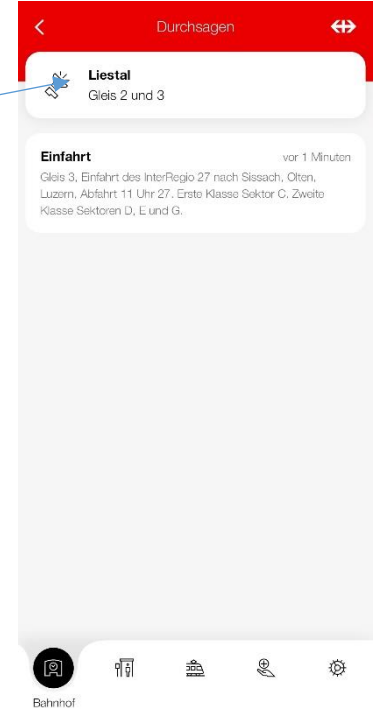 Durchsagen
Liestal
Gleis 2 und 3
Einfahrt vor 1 Minuten
Gleis 3, Einfahrt des InterRegio 27 nach Sissach, Olten,
Luzern, Abfahrt 11 Uhr 27. Erste Klasse Sektor C. Zweite
Klasse Sektoren D, E und G.
Bahnhof